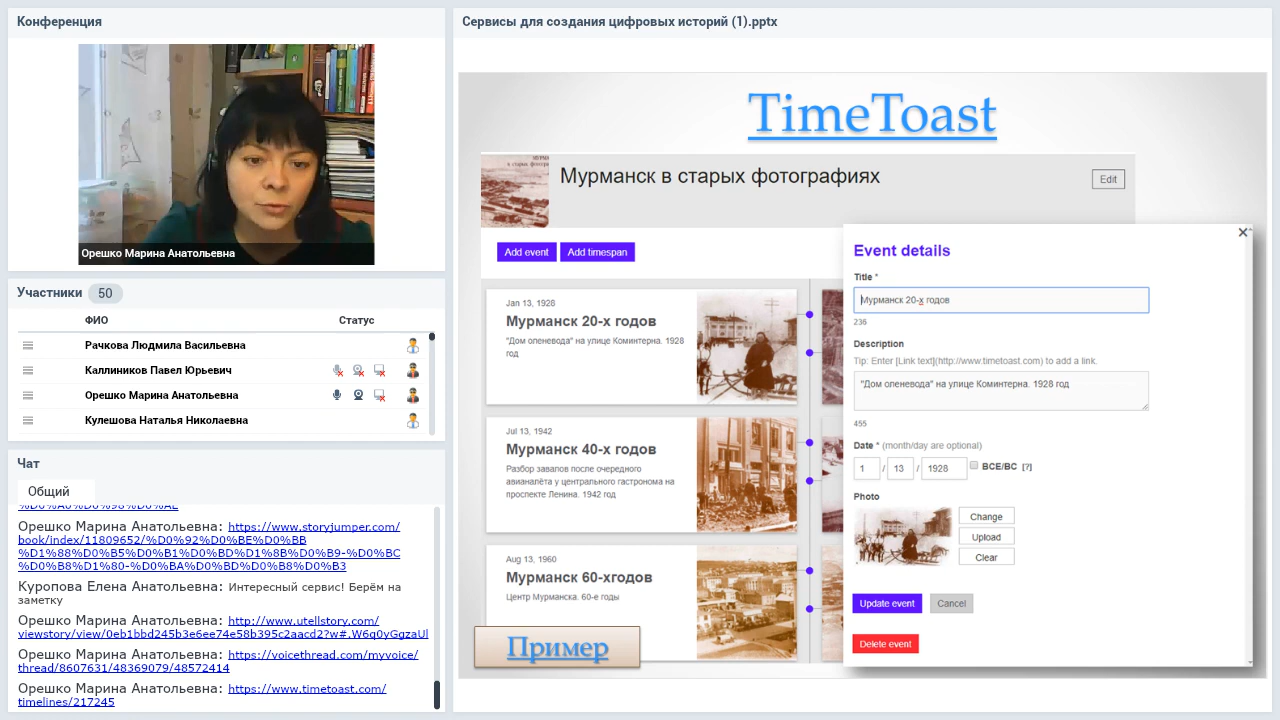 Конференция
Орешко Марина Анатольевна
Участники 50
ФИО Статус
Рачкова Людмила Васильевна
Каллиников Павел Юрьевич
Орешко Марина Анатольевна
Кулешова Наталья Николаевна
Чат
Общий
Орешко Марина Анатольевна: https://www.storyjumper.com/
book/index/11809652/%D0%92%D0%BE%D0%BB
%D1%88%D0%B5%D0%B1%D0%BD%D1%8B%D0%B9-%D0%BC
%D0%B8%D1%80-%D0%BA%D0%BD%D0%B8%D0%B3
Куропова Елена Анатольевна: Интересный сервис! Берём на
заметку
Орешко Марина Анатольевна: http://www.utellstory.com/
viewstory/view/0eb1bbd245b3e6ee74e58b395c2aacd2?w#.W6q0yGgzaUl
Орешко Марина Анатольевна: https://voicethread.com/myvoice/
thread/8607631/48369079/48572414
Орешко Марина Анатольевна: https://www.timetoast.com/
timelines/217245
Сервисы для создания цифровых историй (1).pptx
TimeToast
Мурманск в старых фотографиях
Edit
Add event Add timespan
Jan 13, 1928
Мурманск 20-х годов
"Дом оленевода" на улице Коминтерна. 1928
год
Jul 13, 1942
Мурманск 40-х годов
Разбор завалов после очередного
авианалёта у центрального гастронома на
проспекте Ленина. 1942 год
Aug 13, 1960
Мурманск 60-хгодов
Центр Мурманска. 60-е годы
Пример
Event details
Title *
Мурманск 20-х годов
236
Description
Tip: Enter [Link text](http://www.timetoast.com) to add a link.
"Дом оленевода" на улице Коминтерна. 1928 год
455
Date * (month/day are optional)
1 / 13 / 1928 BCE/BC [?]
Photo
Change
Upload
Clear
Update event Cancel
Delete event